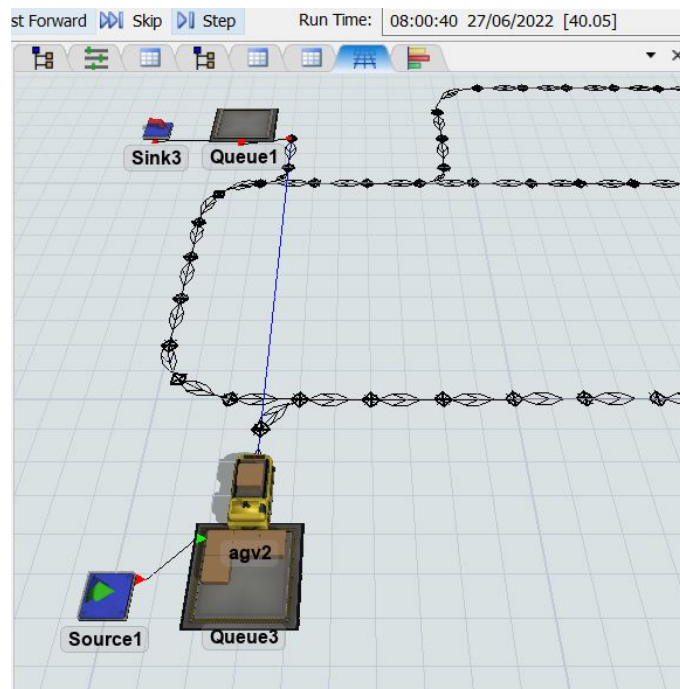 st Forward Skip Step Run Time: 08:00:40 27/06/2022 [40.05]
Sink3 Queue1
agv2
Source1 Queue3